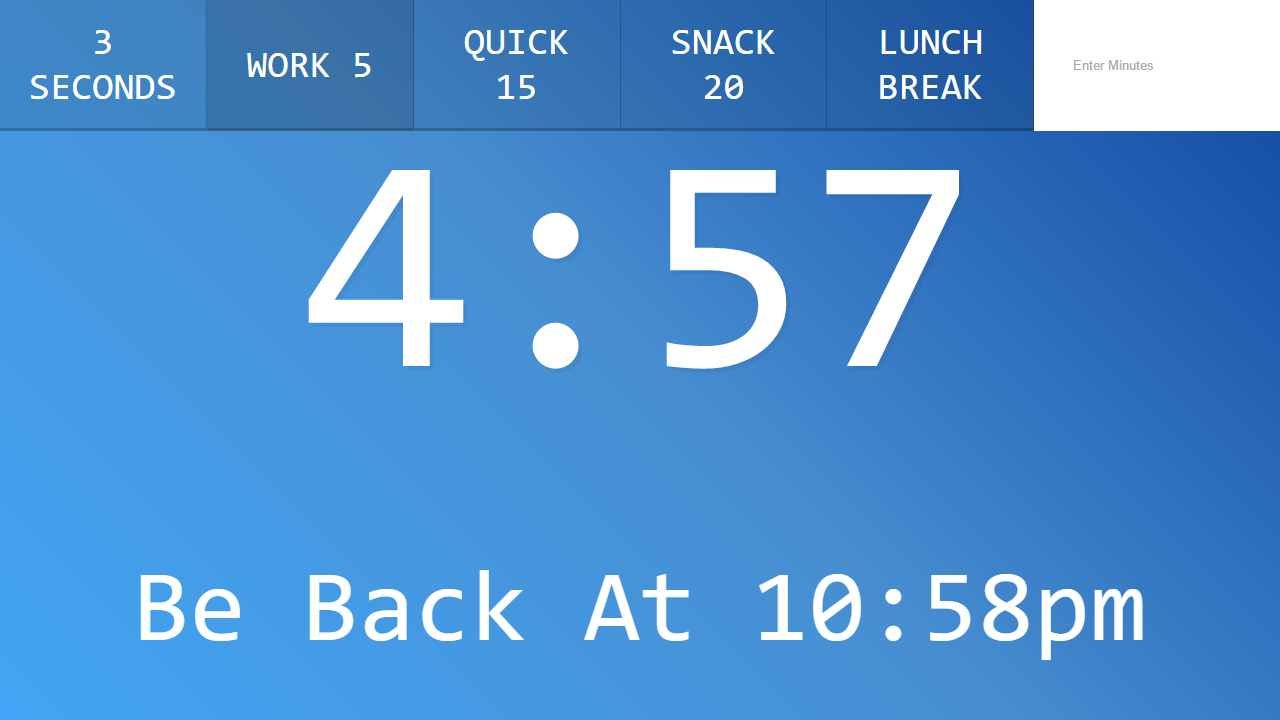 3
SECONDS
WORK 5
QUICK
15
SNACK
20
LUNCH
BREAK
Enter Minutes
4:57
Be Back At 10:58pm